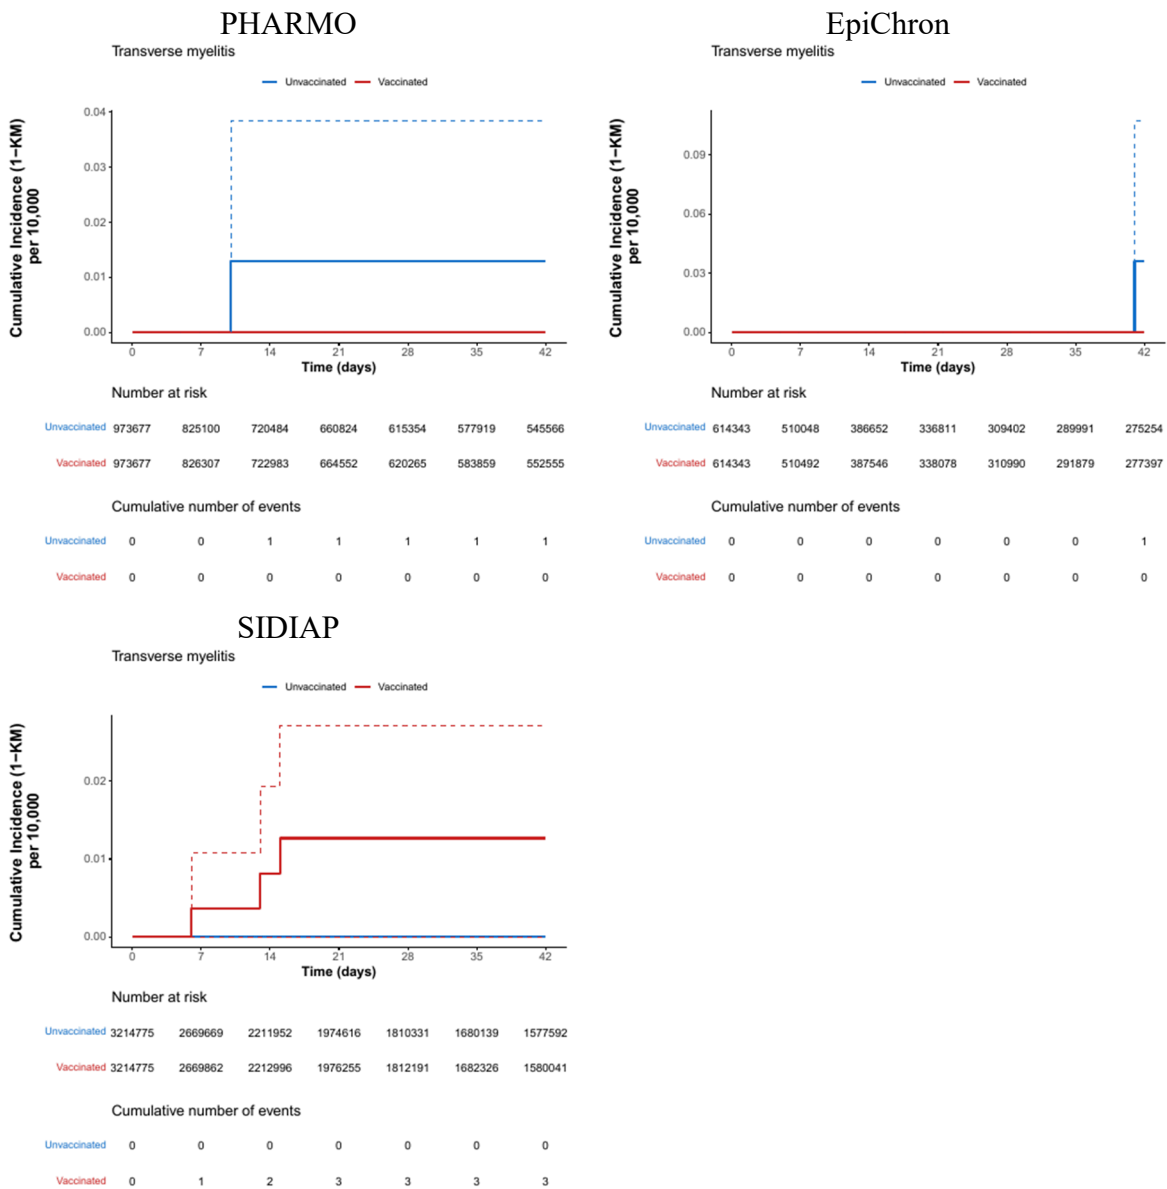 PHARMO
Transverse myelitis
Unvaccinated Vaccinated
Cumulative Incidence (1−KM)
per 10,000
0.04
0.03
0.02
0.01
0.00
0 7 14 21 28 35 42
Time (days)
Number at risk
Unvaccinated 973677 825100 720484 660824 615354 577919 545566
Vaccinated 973677 826307 722983 664552 620265 583859 552555
Cumulative number of events
Unvaccinated 0 0 1 1 1 1 1
Vaccinated 0 0 0 0 0 0 0
EpiChron
Transverse myelitis
Unvaccinated Vaccinated
Cumulative Incidence (1−KM)
per 10,000
0.09
0.06
0.03
0.00
0 7 14 21 28 35 42
Time (days)
Number at risk
Unvaccinated 614343 510048 386652 336811 309402 289991 275254
Vaccinated 614343 510492 387546 338078 310990 291879 277397
Cumulative number of events
Unvaccinated 0 0 0 0 0 0 1
Vaccinated 0 0 0 0 0 0 0
SIDIAP
Transverse myelitis
Unvaccinated Vaccinated
Cumulative Incidence (1−KM)
per 10,000
0.02
0.01
0.00
0 7 14 21 28 35 42
Time (days)
Number at risk
Unvaccinated 3214775 2669669 2211952 1974616 1810331 1680139 1577592
Vaccinated 3214775 2669862 2212996 1976255 1812191 1682326 1580041
Cumulative number of events
Unvaccinated 0 0 0 0 0 0 0
Vaccinated 0 1 2 3 3 3 3